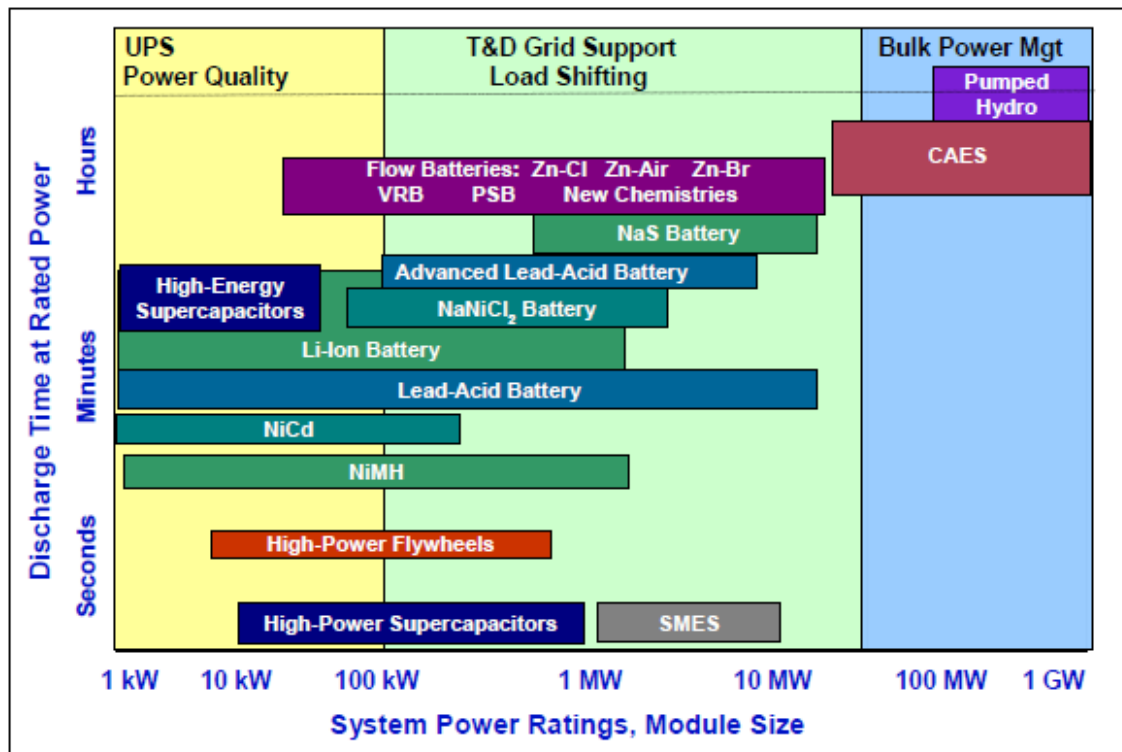 UPS
Power Quality
T&D Grid Support
Load Shifting
Bulk Power Mgt
Pumped
Hydro
CAES
Flow Batteries: Zn-Cl Zn-Air Zn-Br
VRB PSB New Chemistries
NaS Battery
Advanced Lead-Acid Battery
High-Energy
Supercapacitors
NaNiCl₂ Battery
Li-Ion Battery
Lead-Acid Battery
NiCd
NiMH
High-Power Flywheels
High-Power Supercapacitors
SMES
Discharge Time at Rated Power
Hours
Minutes
Seconds
1 kW 10 kW 100 kW 1 MW 10 MW 100 MW 1 GW
System Power Ratings, Module Size